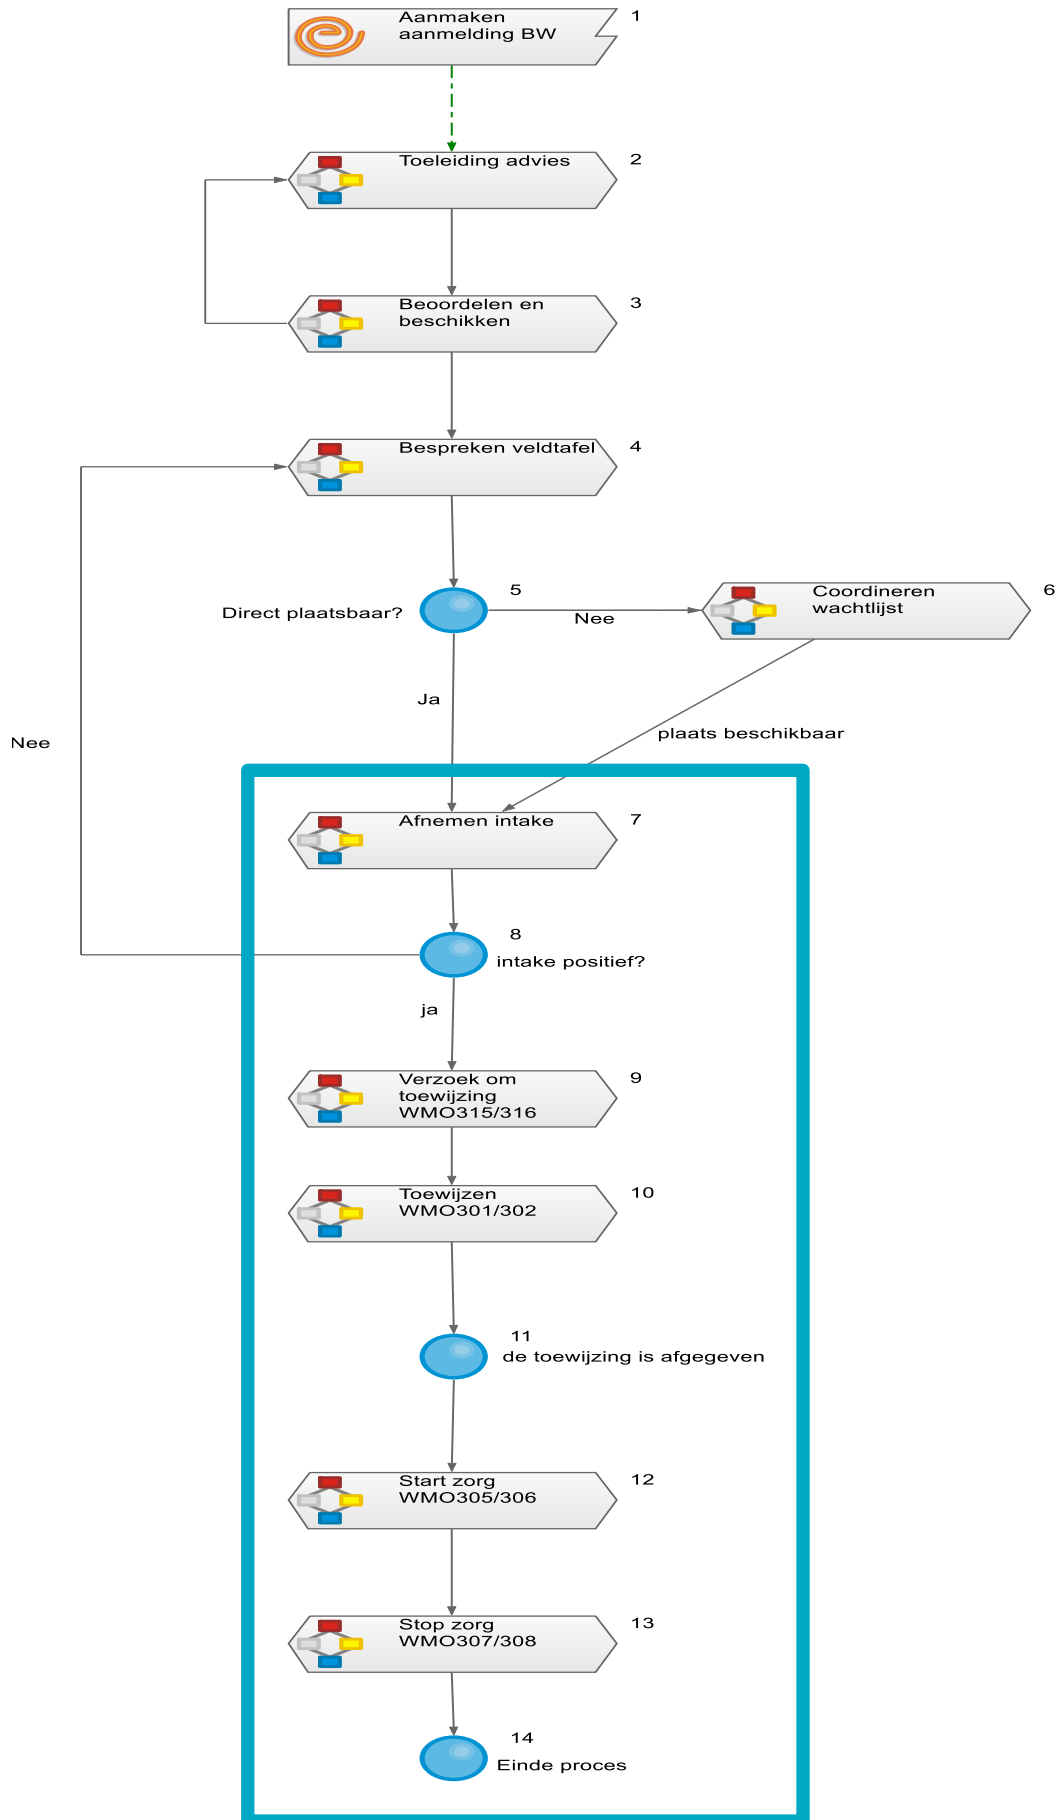 Aanmaken
aanmelding BW
1
Toeleiding advies
2
Beoordelen en
beschikken
3
Bespreken veldtafel
4
5
Direct plaatsbaar?
Nee
Coordineren
wachtlijst
6
Ja
plaats beschikbaar
Nee
Afnemen intake
7
8
intake positief?
ja
Verzoek om
toewijzing
WMO315/316
9
Toewijzen
WMO301/302
10
11
de toewijzing is afgegeven
Start zorg
WMO305/306
12
Stop zorg
WMO307/308
13
14
Einde proces